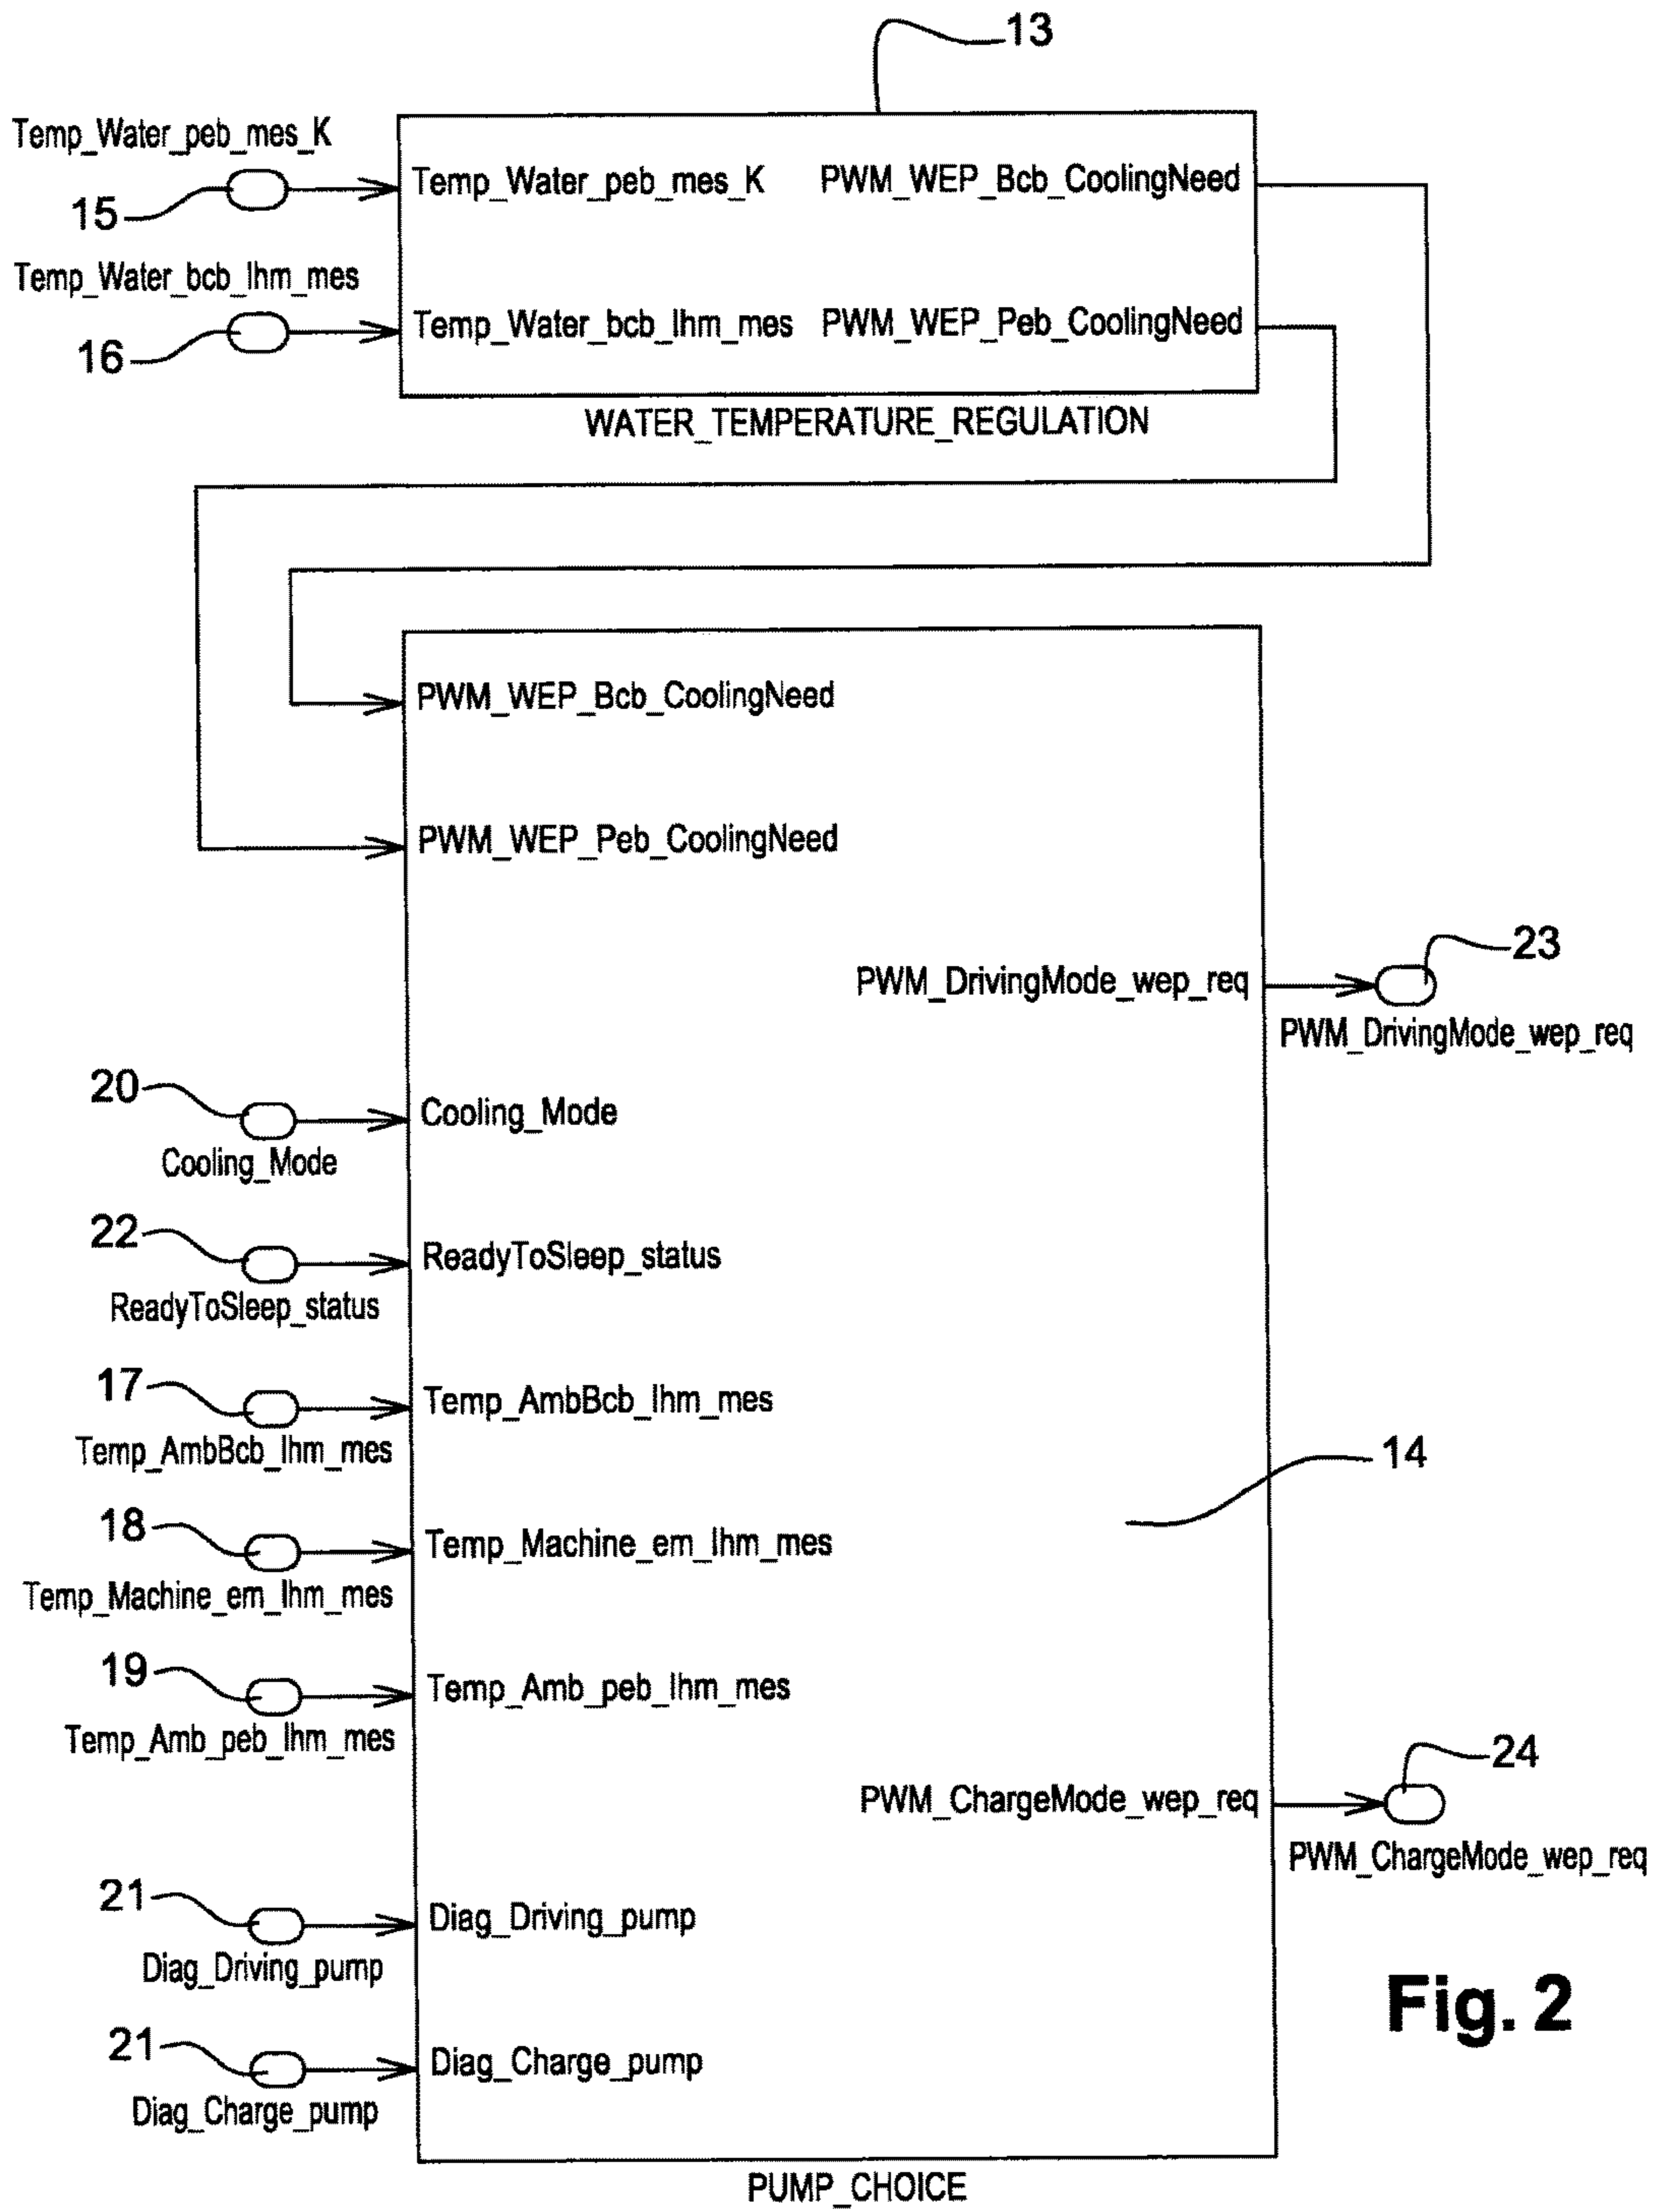 13
Temp_Water_peb_mes_K
15
Temp_Water_peb_mes_K PWM_WEP_Bcb_CoolingNeed
Temp_Water_bcb_lhm_mes
16
Temp_Water_bcb_lhm_mes PWM_WEP_Peb_CoolingNeed
WATER_TEMPERATURE_REGULATION
PWM_WEP_Bcb_CoolingNeed
PWM_WEP_Peb_CoolingNeed
23
PWM_DrivingMode_wep_req
PWM_DrivingMode_wep_req
20
Cooling_Mode
Cooling_Mode
22
ReadyToSleep_status
ReadyToSleep_status
17
Temp_AmbBcb_lhm_mes
Temp_AmbBcb_lhm_mes
14
18
Temp_Machine_em_lhm_mes
Temp_Machine_em_lhm_mes
19
Temp_Amb_peb_lhm_mes
Temp_Amb_peb_lhm_mes
24
PWM_ChargeMode_wep_req
PWM_ChargeMode_wep_req
21
Diag_Driving_pump
Diag_Driving_pump
Fig. 2
21
Diag_Charge_pump
Diag_Charge_pump
PUMP_CHOICE